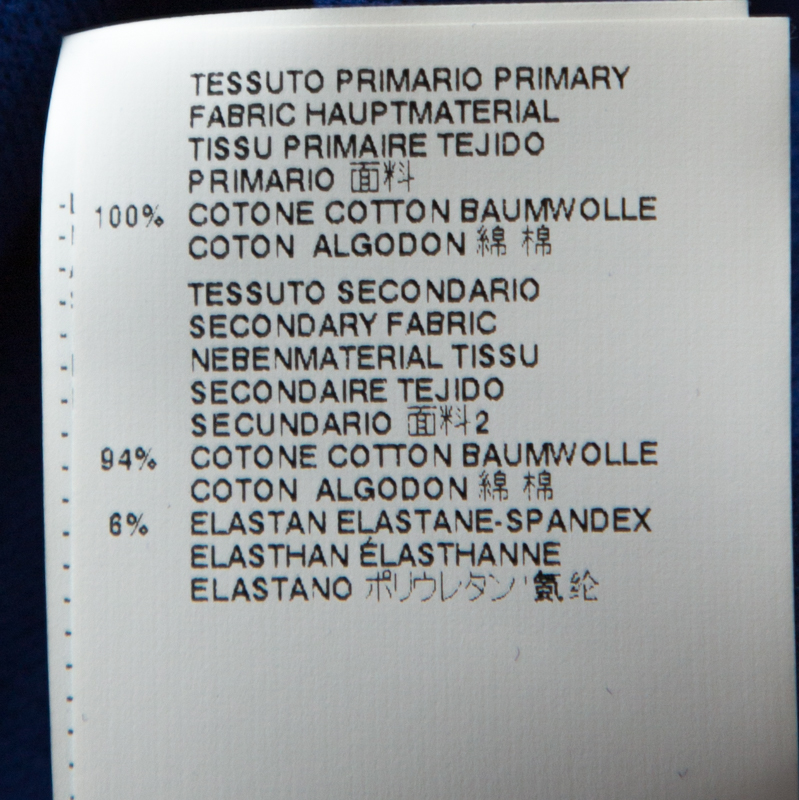 TESSUTO PRIMARIO PRIMARY
FABRIC HAUPTMATERIAL
TISSU PRIMAIRE TEJIDO
PRIMARIO 面料
100% COTONE COTTON BAUMWOLLE
COTON ALGODON 綿 棉
TESSUTO SECONDARIO
SECONDARY FABRIC
NEBENMATERIAL TISSU
SECONDAIRE TEJIDO
SECUNDARIO 面料2
94% COTONE COTTON BAUMWOLLE
COTON ALGODON 綿 棉
6% ELASTAN ELASTANE-SPANDEX
ELASTHAN ÉLASTHANNE
ELASTANO ポリウレタン 氨纶